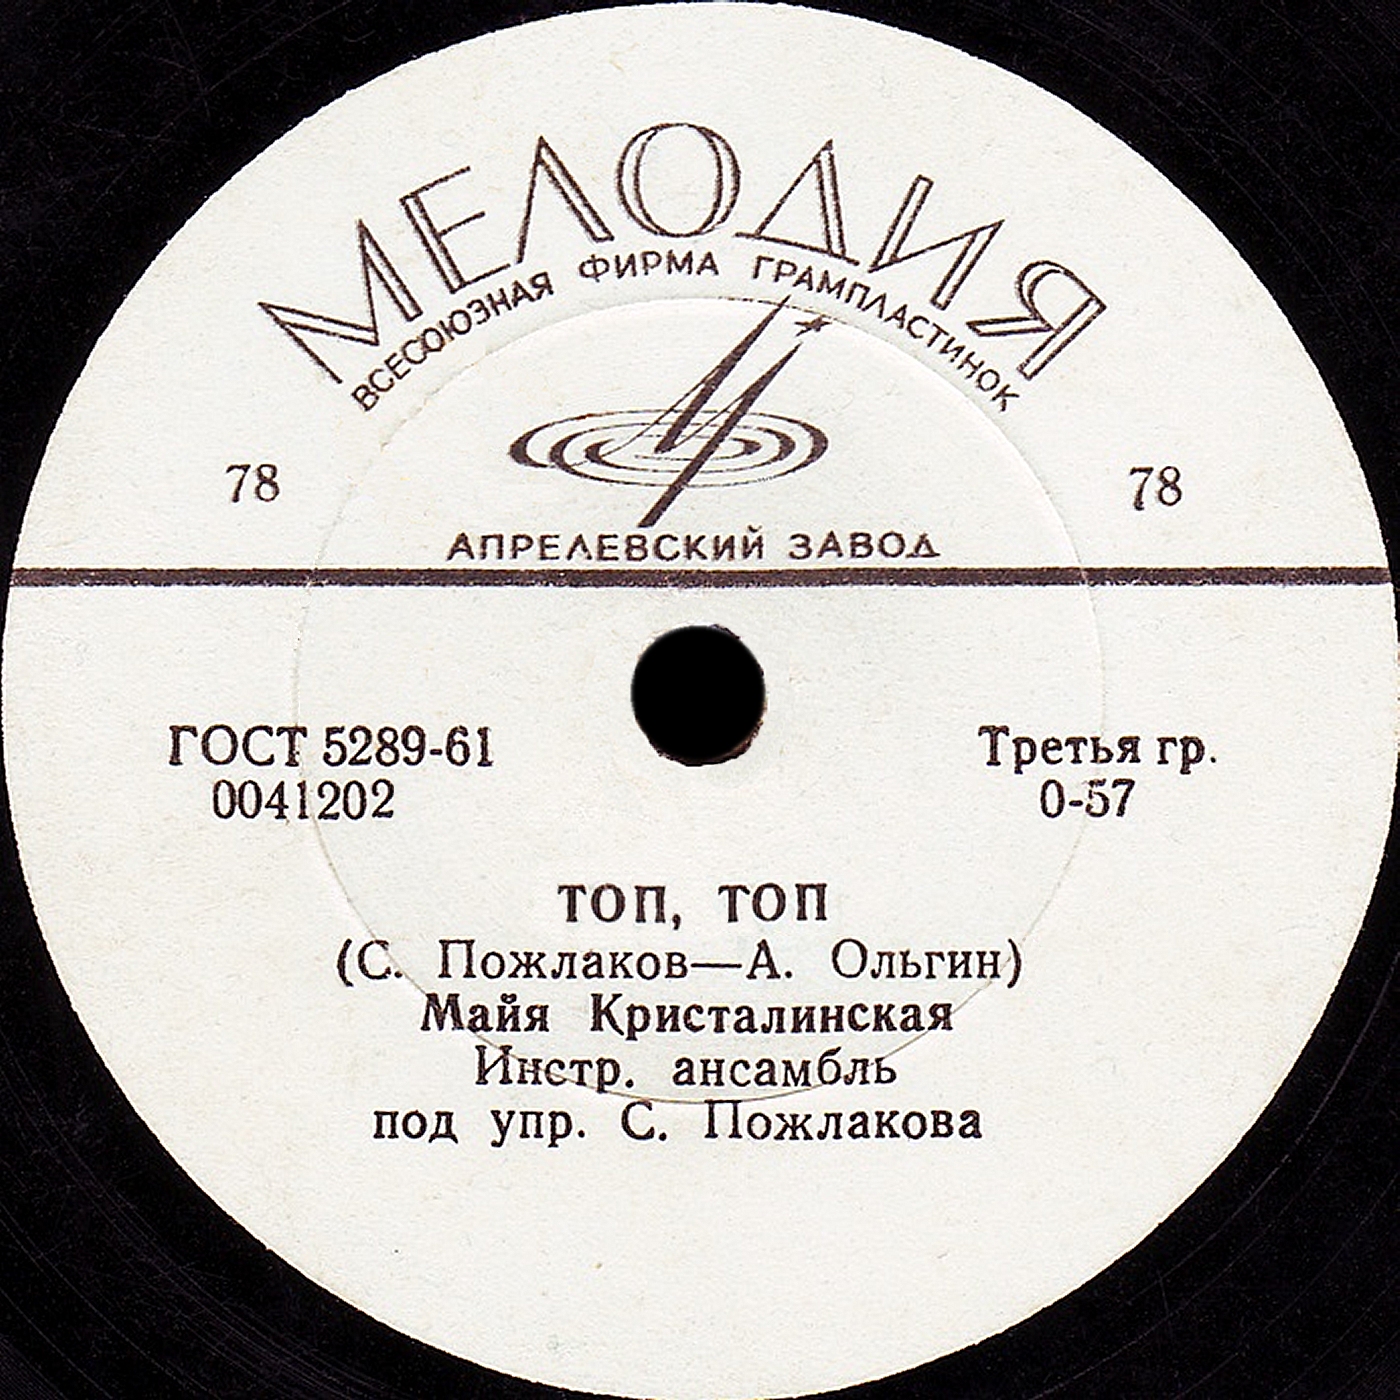 МЕЛОДИЯ
ВСЕСОЮЗНАЯ ФИРМА ГРАМПЛАСТИНОК
78 78
АПРЕЛЕВСКИЙ ЗАВОД
ГОСТ 5289-61 Третья гр.
0041202 0-57
ТОП, ТОП
(С. Пожлаков—А. Ольгин)
Майя Кристалинская
Инстр. ансамбль
под упр. С. Пожлакова